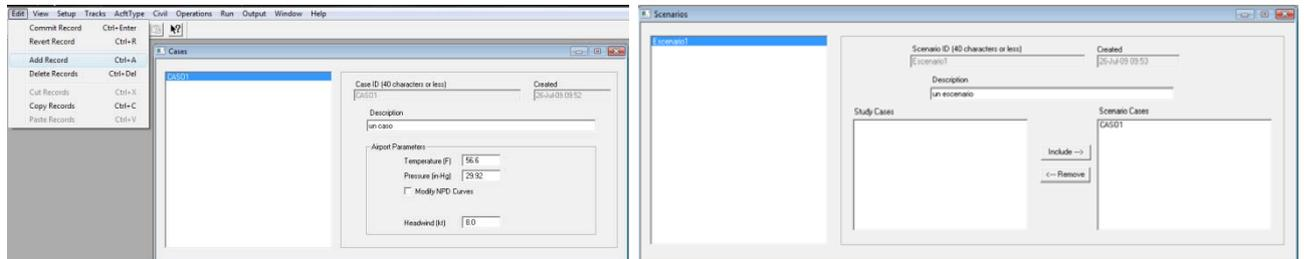 Edit View Setup Tracks AcftType Civil Operations Run Output Window Help
Commit Record Ctrl+Enter
Revert Record Ctrl+R
Add Record Ctrl+A
Delete Records Ctrl+Del
Cut Records Ctrl+X
Copy Records Ctrl+C
Paste Records Ctrl+V
Cases
CASO1
Case ID (40 characters or less) Created
CASO1 26-Jul-09 09:52
Description
un caso
Airport Parameters
Temperature (F) 56.6
Pressure (in-Hg) 29.92
Modify NPD Curves
Headwind (kt) 8.0
Scenarios
Escenario1
Scenario ID (40 characters or less) Created
Escenario1 26-Jul-09 09:53
Description
un escenario
Study Cases Scenario Cases
CASO1
Include -->
<-- Remove